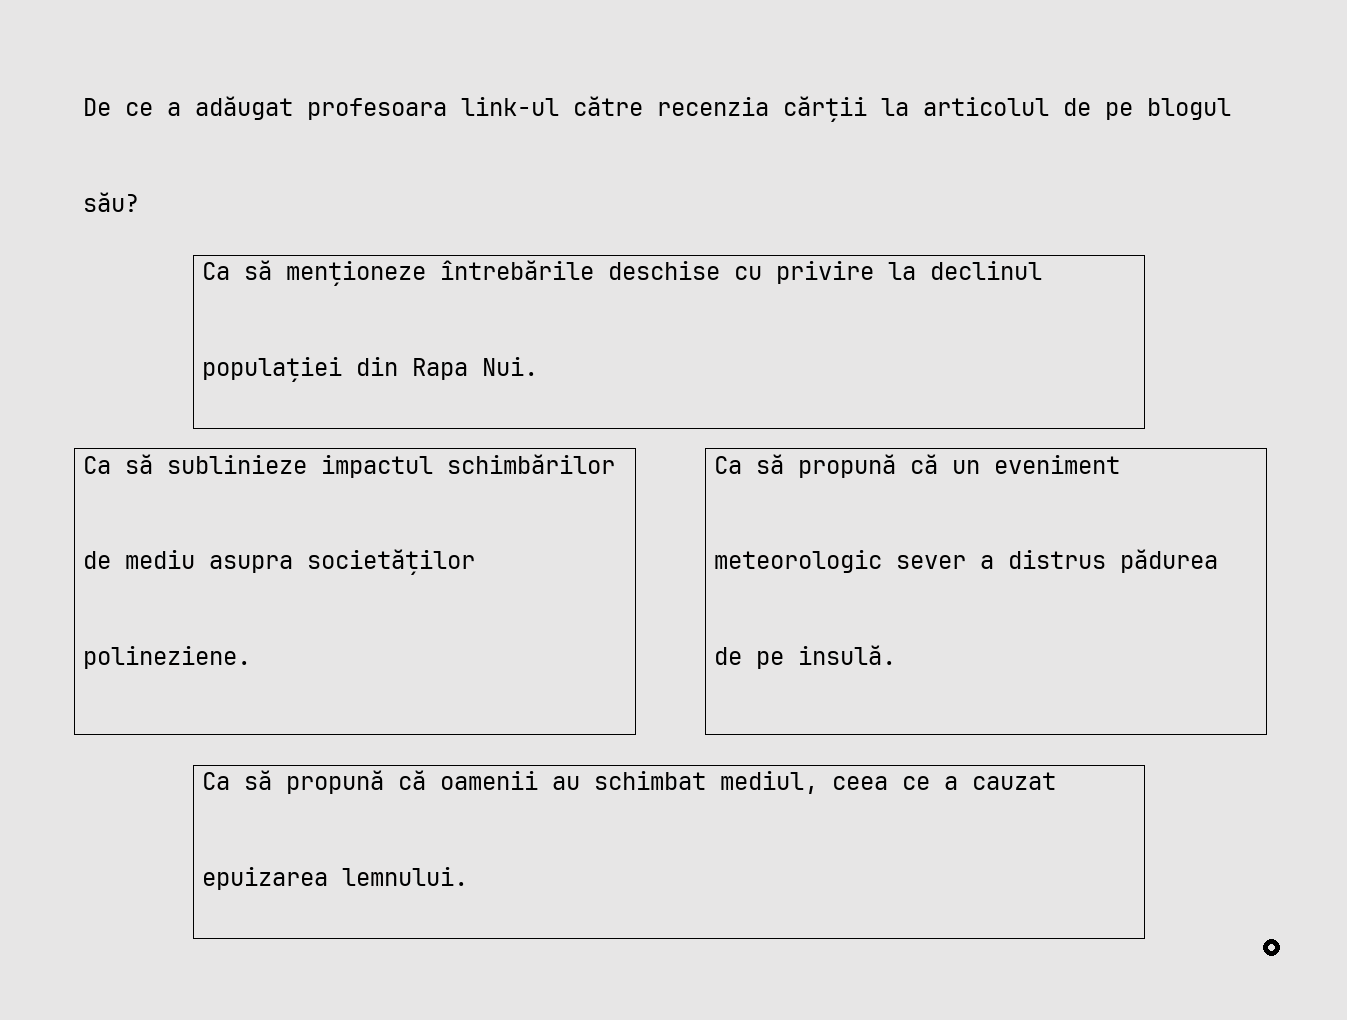 De ce a adăugat profesoara link-ul către recenzia cărții la articolul de pe blogul
său?
Ca să menționeze întrebările deschise cu privire la declinul
populației din Rapa Nui.
Ca să sublinieze impactul schimbărilor
de mediu asupra societăților
polineziene.
Ca să propună că un eveniment
meteorologic sever a distrus pădurea
de pe insulă.
Ca să propună că oamenii au schimbat mediul, ceea ce a cauzat
epuizarea lemnului.